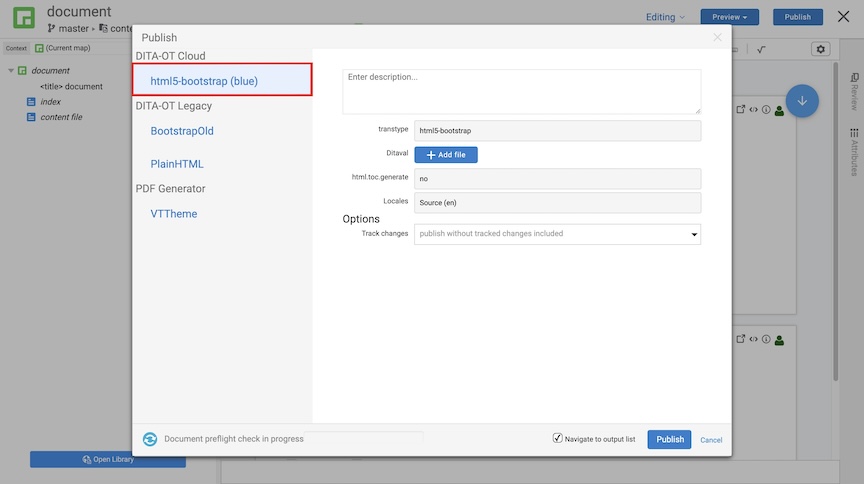 document
master ▸ conte
Editing
Preview
Publish
Context
(Current map)
document
<title> document
index
content file
Open Library
Publish
DITA-OT Cloud
html5-bootstrap (blue)
DITA-OT Legacy
BootstrapOld
PlainHTML
PDF Generator
VTTheme
Enter description...
transtype
html5-bootstrap
Ditaval
Add file
html.toc.generate
no
Locales
Source (en)
Options
Track changes
publish without tracked changes included
Document preflight check in progress
Navigate to output list
Publish
Cancel
Review
Attributes